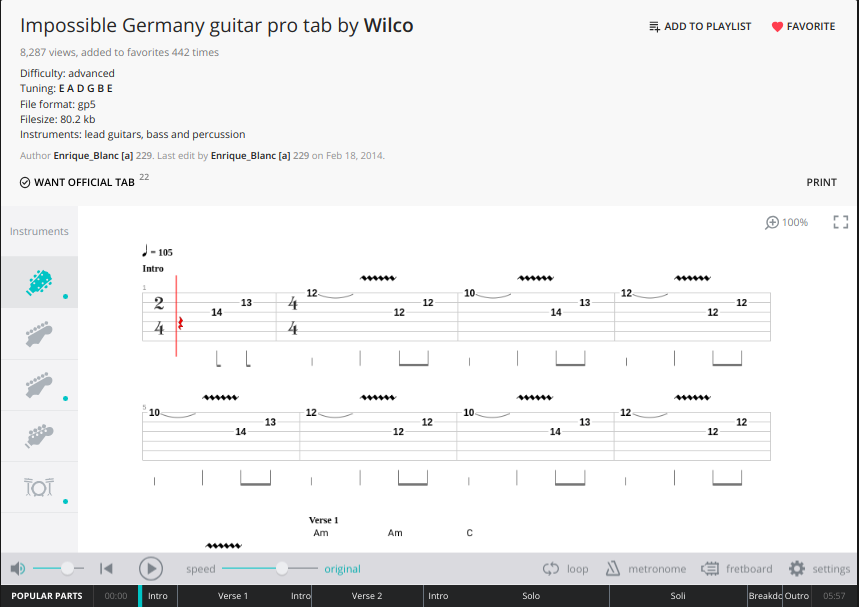 Impossible Germany guitar pro tab by Wilco
ADD TO PLAYLIST FAVORITE
8,287 views, added to favorites 442 times
Difficulty: advanced
Tuning: E A D G B E
File format: gp5
Filesize: 80.2 kb
Instruments: lead guitars, bass and percussion
Author Enrique_Blanc [a] 229. Last edit by Enrique_Blanc [a] 229 on Feb 18, 2014.
WANT OFFICIAL TAB 22
PRINT
Instruments
100%
= 105
Intro
1
2 4 14 13 4 4 12 12 12 10 14 13 12 12 12
5
10 14 13 12 12 12 10 14 13 12 12 12
Verse 1
Am Am C
speed original loop metronome fretboard settings
POPULAR PARTS 00:00 Intro Verse 1 Intro Verse 2 Intro Solo Soli Breakdo Outro 05:57